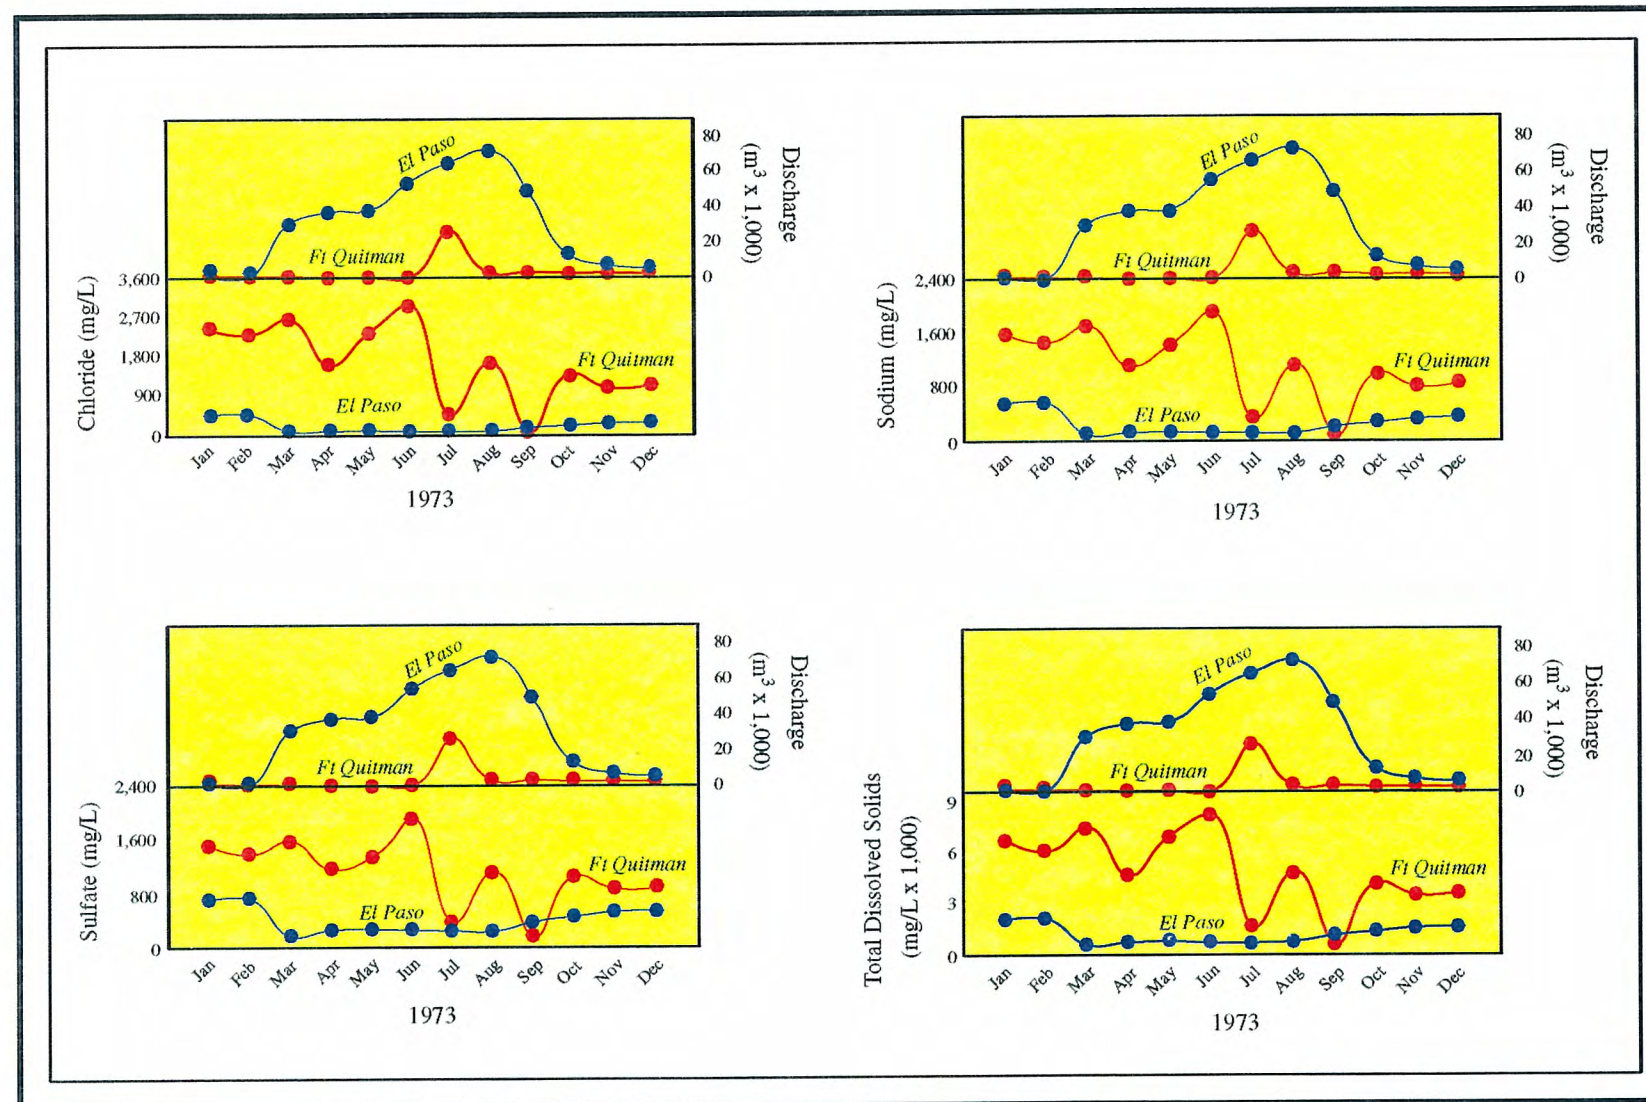 El Paso
Ft Quitman
80
60
40
20
0
Discharge
(m³ x 1,000)
3,600
2,700
1,800
900
0
Chloride (mg/L)
Ft Quitman
El Paso
Jan Feb Mar Apr May Jun Jul Aug Sep Oct Nov Dec
1973
El Paso
Ft Quitman
80
60
40
20
0
Discharge
(m³ x 1,000)
2,400
1,600
800
0
Sodium (mg/L)
Ft Quitman
El Paso
Jan Feb Mar Apr May Jun Jul Aug Sep Oct Nov Dec
1973
El Paso
Ft Quitman
80
60
40
20
0
Discharge
(m³ x 1,000)
2,400
1,600
800
0
Sulfate (mg/L)
Ft Quitman
El Paso
Jan Feb Mar Apr May Jun Jul Aug Sep Oct Nov Dec
1973
El Paso
Ft Quitman
80
60
40
20
0
Discharge
(m³ x 1,000)
9
6
3
0
Total Dissolved Solids
(mg/L x 1,000)
Ft Quitman
El Paso
Jan Feb Mar Apr May Jun Jul Aug Sep Oct Nov Dec
1973